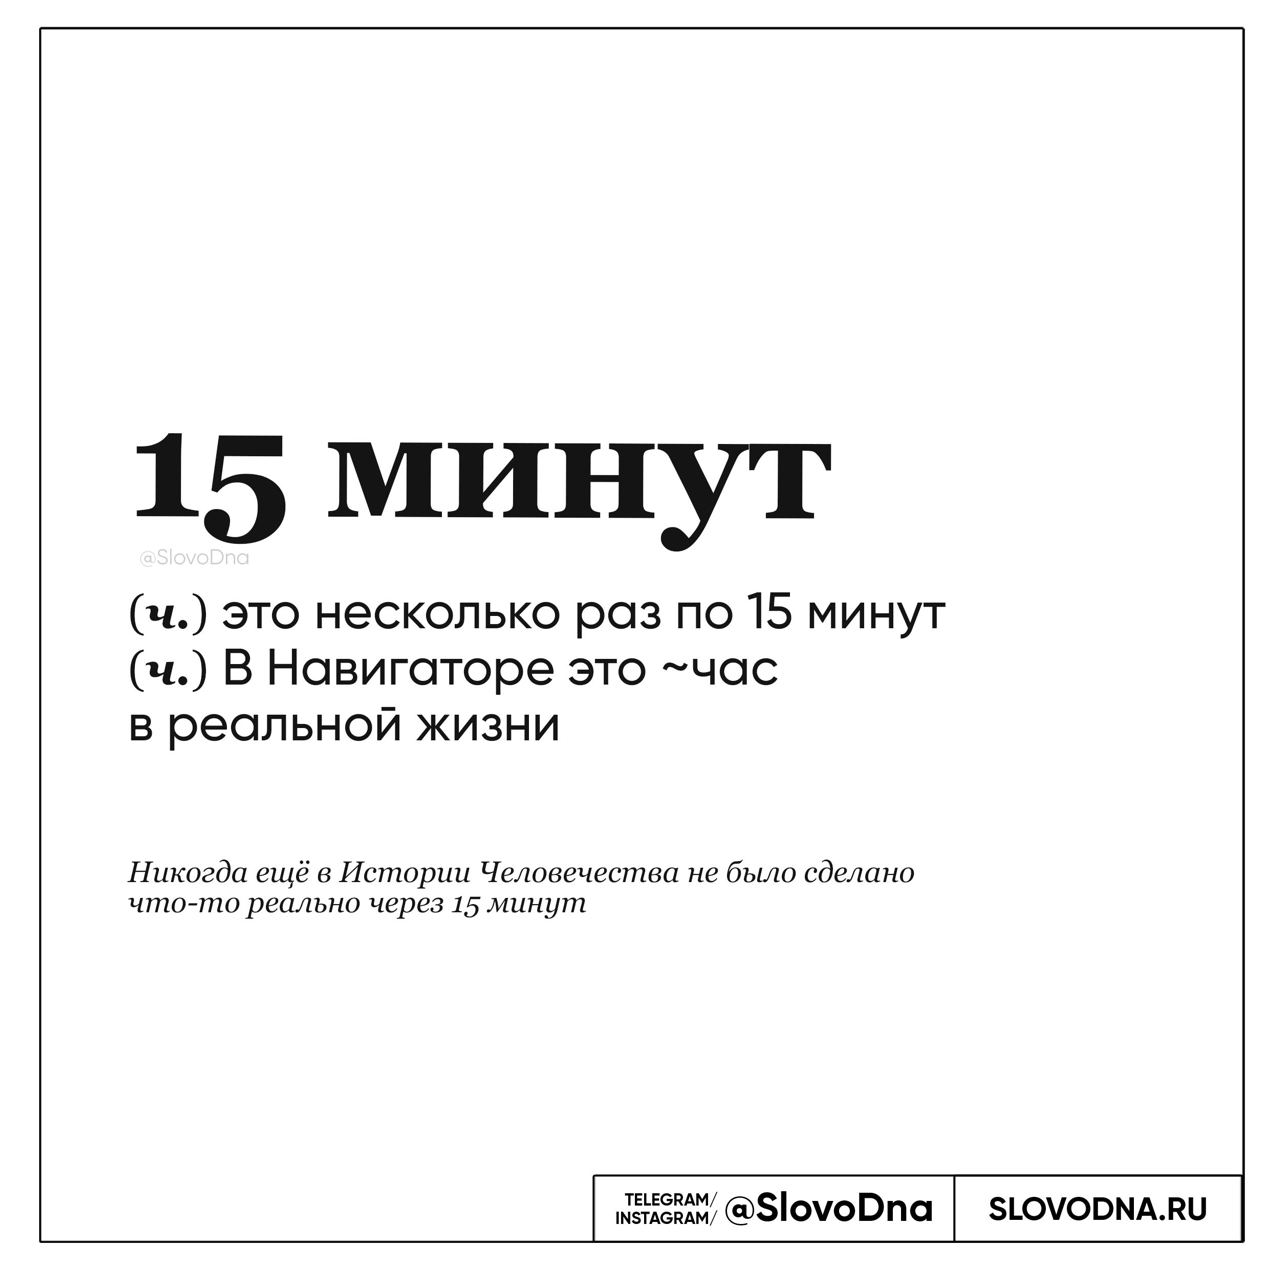 15 минут
@SlovoDna
(ч.) это несколько раз по 15 минут
(ч.) В Навигаторе это ~час
в реальной жизни
Никогда ещё в Истории Человечества не было сделано
что-то реально через 15 минут
TELEGRAM/
INSTAGRAM/
@SlovoDna
SLOVODNA.RU